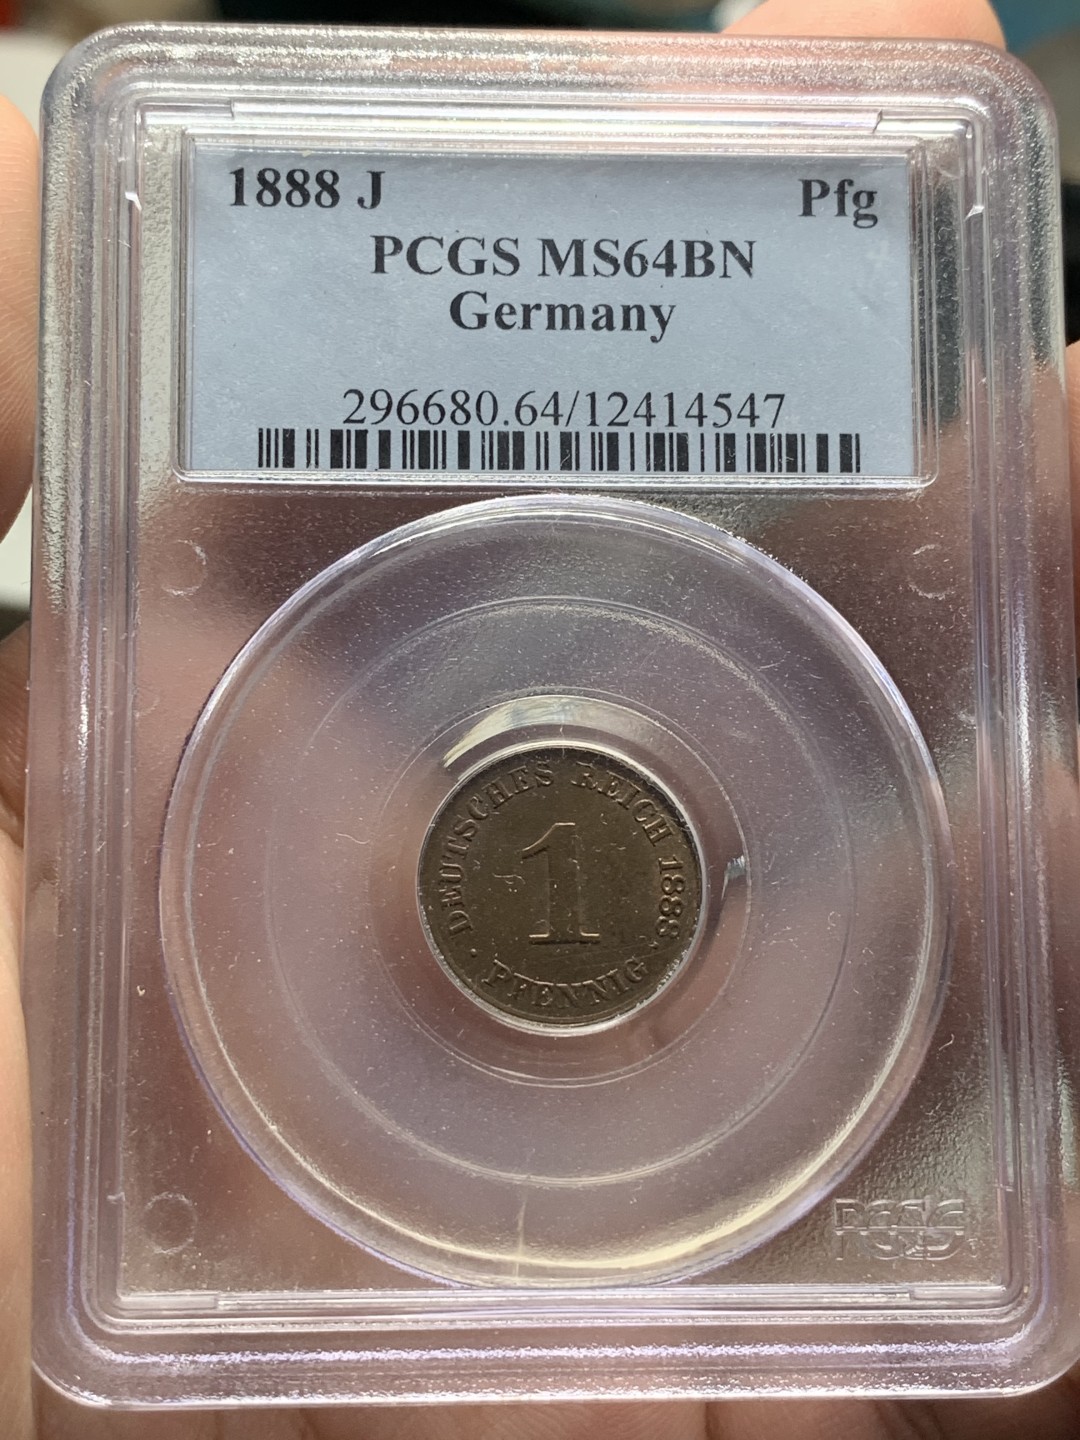 1888 J Pfg
PCGS MS64BN
Germany
296680.64/12414547
DEUTSCHES REICH 1888
1
· PFENNIG ·
PCGS